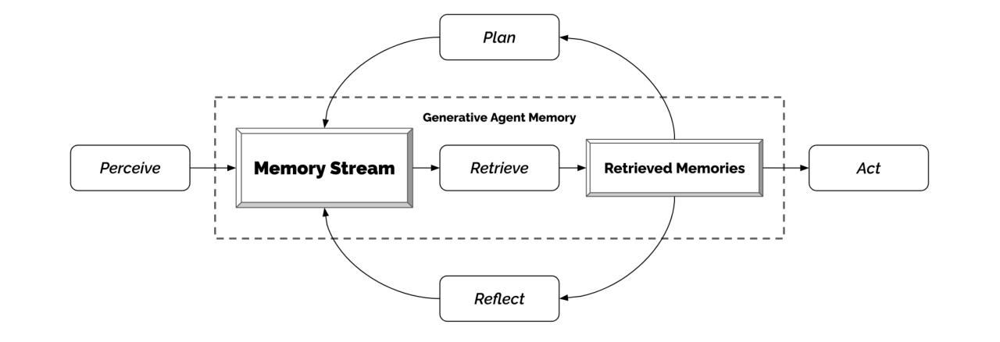 Plan
Generative Agent Memory
Perceive
Memory Stream
Retrieve
Retrieved Memories
Act
Reflect